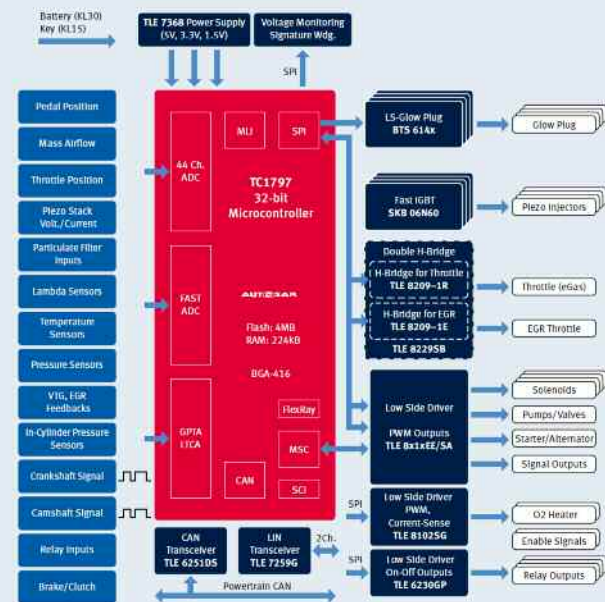 Battery (KL30)
Key (KL15)
TLE 7368 Power Supply
(5V, 3.3V, 1.5V)
Voltage Monitoring
Signature Wdg.
SPI
Pedal Position
Mass Airflow
Throttle Position
Piezo Stack
Volt./Current
Particulate Filter
Inputs
Lambda Sensors
Temperature
Sensors
Pressure Sensors
VTG, EGR
Feedbacks
In-Cylinder Pressure
Sensors
Crankshaft Signal
Camshaft Signal
Relay Inputs
Brake/Clutch
44 Ch.
ADC
MLI
SPI
TC1797
32-bit
Microcontroller
FAST
ADC
AUTOSAR
Flash: 4MB
RAM: 224kB
BGA-416
GPTA
LTCA
FlexRay
MSC
CAN
SCI
CAN
Transceiver
TLE 6251DS
LIN
Transceiver
TLE 7259G
2Ch.
Powertrain CAN
LS-Glow Plug
BTS 614x
Glow Plug
Fast IGBT
SKB 06N60
Piezo Injectors
Double H-Bridge
H-Bridge for Throttle
TLE 8209-1R
H-Bridge for EGR
TLE 8209-1E
TLE 8229SB
Throttle (eGas)
EGR Throttle
Low Side Driver
PWM Outputs
TLE 8x1xEE/SA
Solenoids
Pumps/Valves
Starter/Alternator
Signal Outputs
SPI
Low Side Driver
PWM,
Current-Sense
TLE 8102SG
O2 Heater
Enable Signals
SPI
Low Side Driver
On-Off Outputs
TLE 6230GP
Relay Outputs